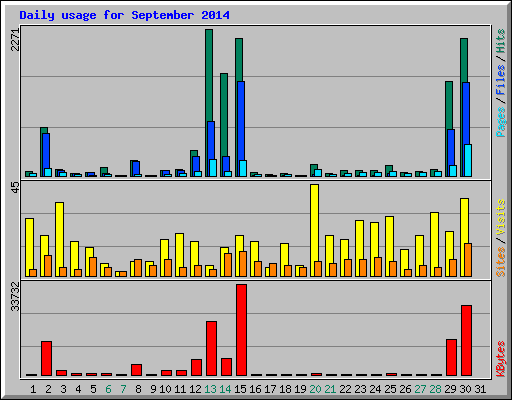 Daily usage for September 2014
2271
Pages / Files / Hits
45
Sites / Visits
33732
KBytes
1 2 3 4 5 6 7 8 9 10 11 12 13 14 15 16 17 18 19 20 21 22 23 24 25 26 27 28 29 30 31